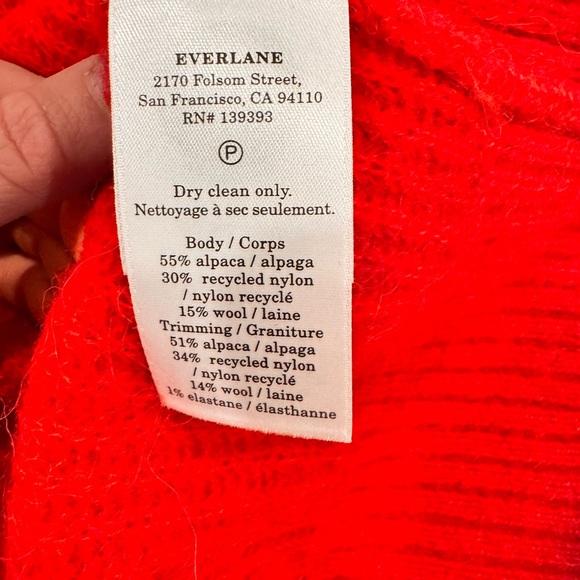 EVERLANE
2170 Folsom Street,
San Francisco, CA 94110
RN# 139393
P
Dry clean only.
Nettoyage à sec seulement.
Body / Corps
55% alpaca / alpaga
30% recycled nylon
/ nylon recyclé
15% wool / laine
Trimming / Graniture
51% alpaca / alpaga
34% recycled nylon
/ nylon recyclé
14% wool / laine
1% elastane / élasthanne